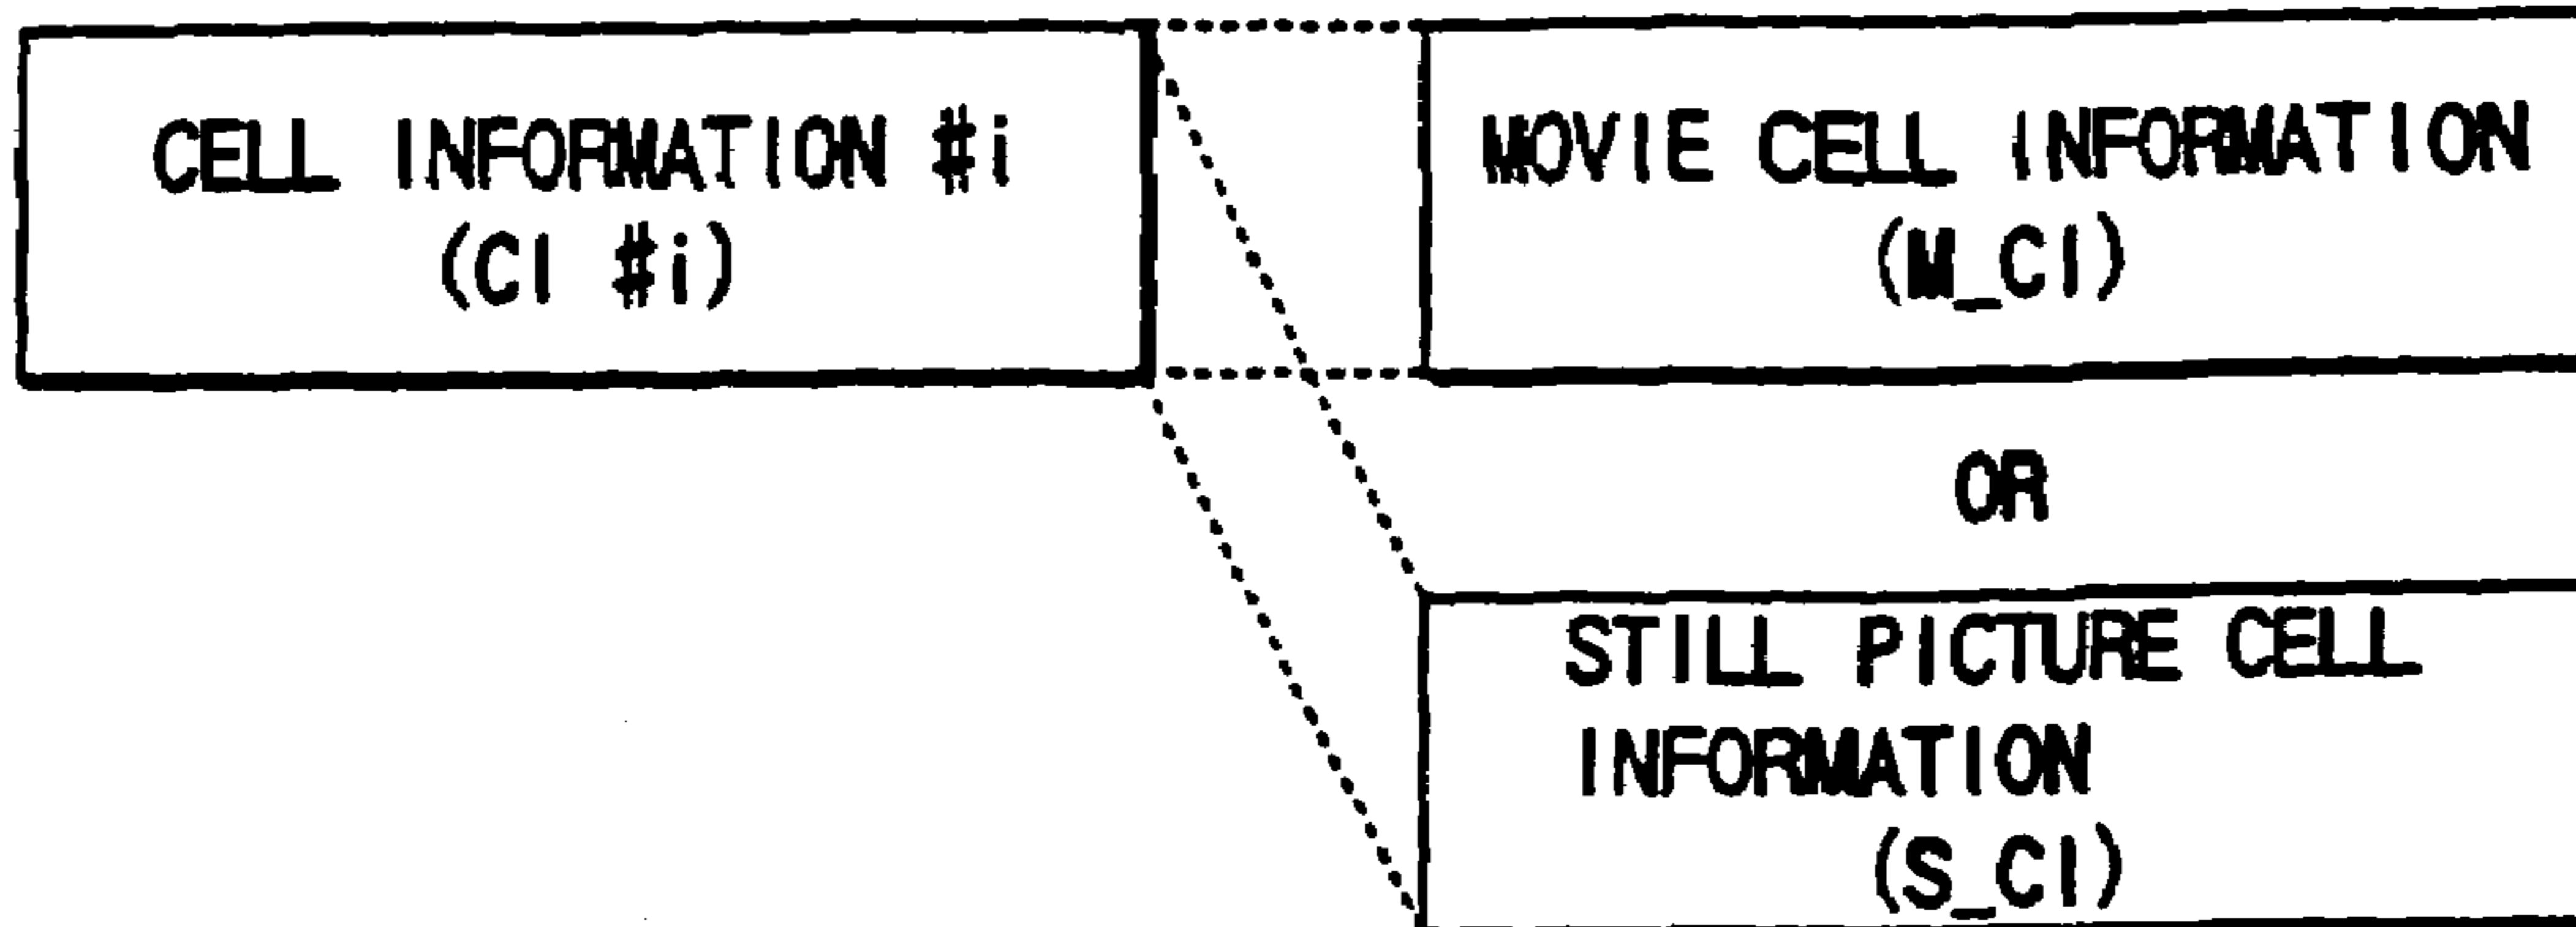 CELL INFORMATION #i
(CI #i)
MOVIE CELL INFORMATION
(M_CI)
OR
STILL PICTURE CELL
INFORMATION
(S_CI)